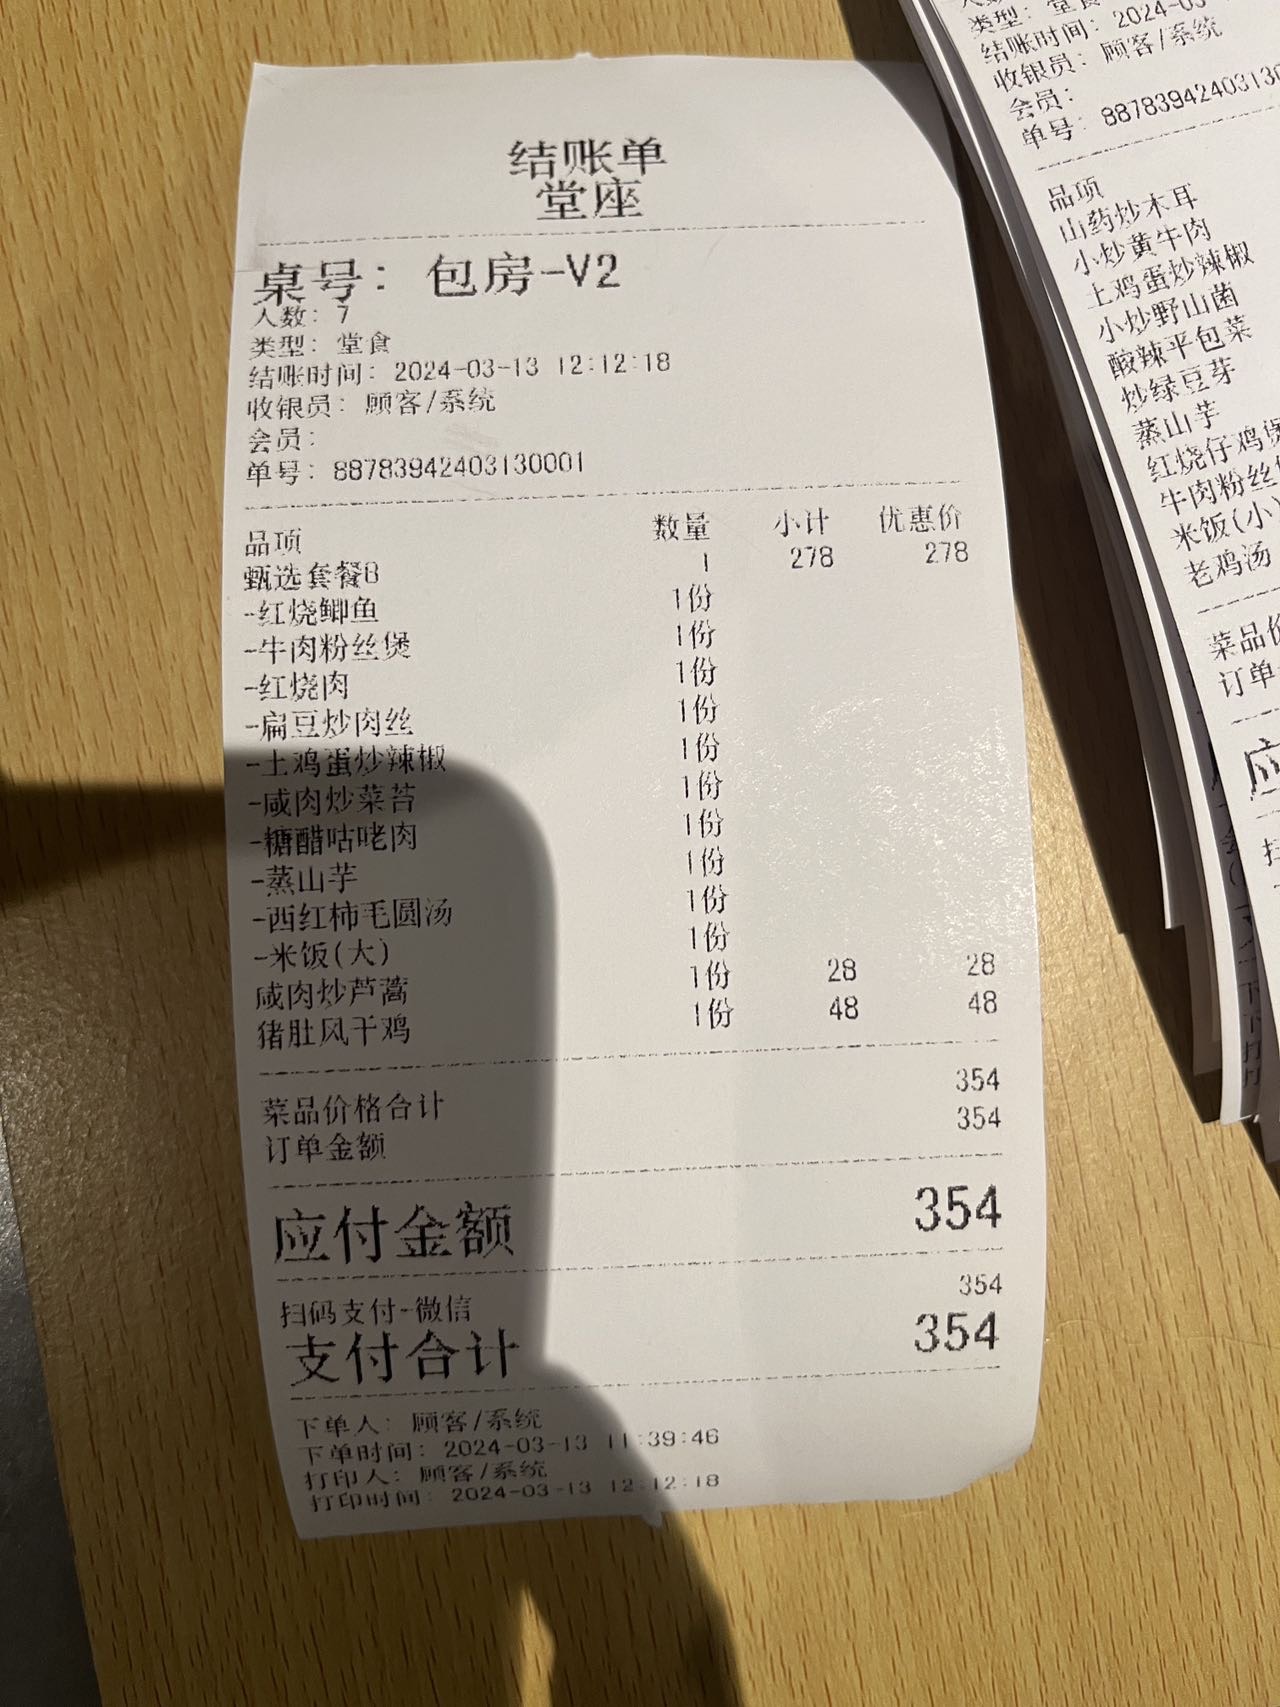 结账单
堂座
桌号: 包房-V2
人数: 7
类型: 堂食
结账时间: 2024-03-13 12:12:18
收银员: 顾客/系统
会员:
单号: 88783942403130001
品项 数量 小计 优惠价
甄选套餐B 1 278 278
-红烧鲫鱼 1份
-牛肉粉丝煲 1份
-红烧肉 1份
-扁豆炒肉丝 1份
-土鸡蛋炒辣椒 1份
-咸肉炒菜苔 1份
-糖醋咕咾肉 1份
-蒸山芋 1份
-西红柿毛圆汤 1份
-米饭(大) 1份
咸肉炒芦蒿 1份 28 28
猪肚风干鸡 1份 48 48
菜品价格合计 354
订单金额 354
应付金额 354
扫码支付-微信 354
支付合计 354
下单人: 顾客/系统
下单时间: 2024-03-13 11:39:46
打印人: 顾客/系统
打印时间: 2024-03-13 12:12:18
类型: 堂食
结账时间: 2024-03
收银员: 顾客/系统
会员:
单号: 8878394240313
品项
山药炒木耳
小炒黄牛肉
土鸡蛋炒辣椒
小炒野山菌
酸辣平包菜
炒绿豆芽
蒸山芋
红烧仔鸡煲
牛肉粉丝
米饭(小)
老鸡汤
菜品价
订单
应
扫